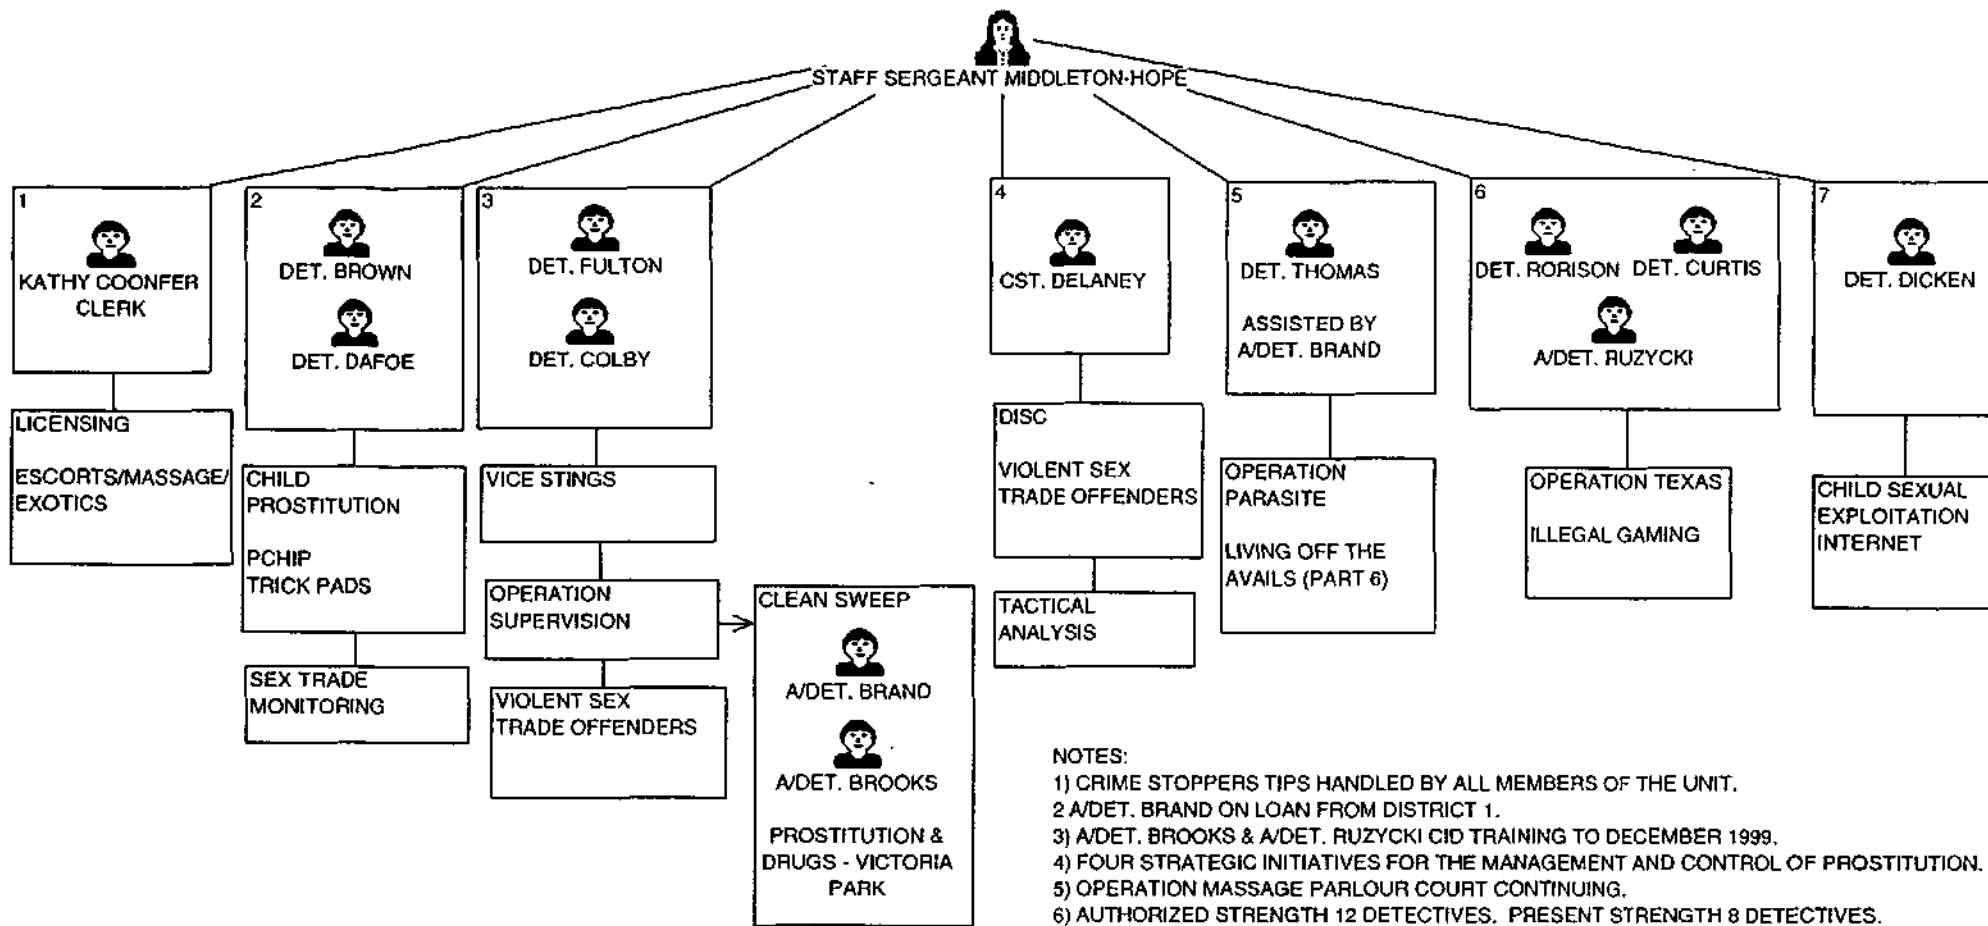 STAFF SERGEANT MIDDLETON-HOPE
1
KATHY COONFER
CLERK
LICENSING
ESCORTS/MASSAGE/
EXOTICS
2
DET. BROWN
DET. DAFOE
CHILD
PROSTITUTION
PCHIP
TRICK PADS
SEX TRADE
MONITORING
3
DET. FULTON
DET. COLBY
VICE STINGS
OPERATION
SUPERVISION
VIOLENT SEX
TRADE OFFENDERS
CLEAN SWEEP
A/DET. BRAND
A/DET. BROOKS
PROSTITUTION &
DRUGS - VICTORIA
PARK
4
CST. DELANEY
DISC
VIOLENT SEX
TRADE OFFENDERS
TACTICAL
ANALYSIS
5
DET. THOMAS
ASSISTED BY
A/DET. BRAND
OPERATION
PARASITE
LIVING OFF THE
AVAILS (PART 6)
6
DET. RORISON DET. CURTIS
A/DET. RUZYCKI
OPERATION TEXAS
ILLEGAL GAMING
7
DET. DICKEN
CHILD SEXUAL
EXPLOITATION
INTERNET
NOTES:
1) CRIME STOPPERS TIPS HANDLED BY ALL MEMBERS OF THE UNIT.
2 A/DET. BRAND ON LOAN FROM DISTRICT 1.
3) A/DET. BROOKS & A/DET. RUZYCKI CID TRAINING TO DECEMBER 1999.
4) FOUR STRATEGIC INITIATIVES FOR THE MANAGEMENT AND CONTROL OF PROSTITUTION.
5) OPERATION MASSAGE PARLOUR COURT CONTINUING.
6) AUTHORIZED STRENGTH 12 DETECTIVES. PRESENT STRENGTH 8 DETECTIVES.